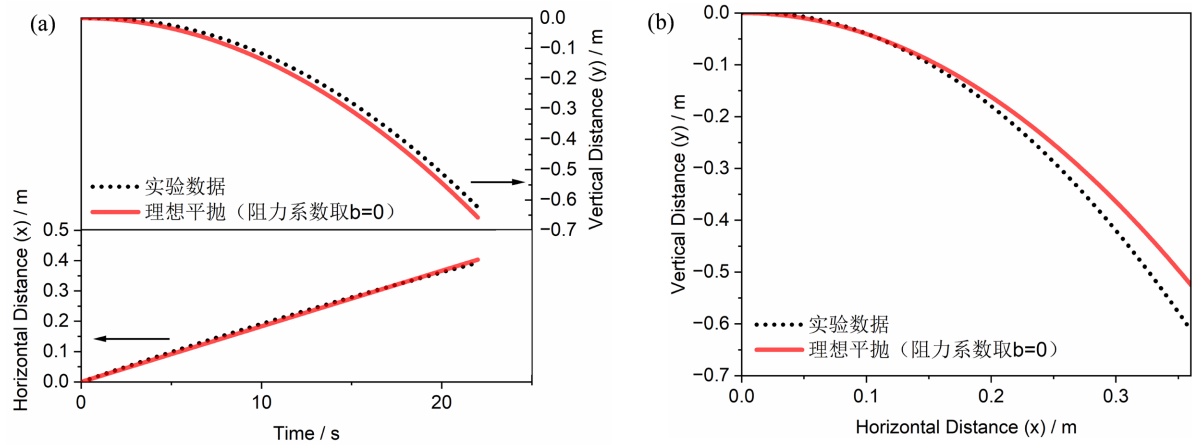 (a)
0.0
−0.1
−0.2
−0.3
−0.4
−0.5
−0.6
−0.7
Vertical Distance (y) / m
实验数据
理想平抛（阻力系数取b=0）
0.5
0.4
0.3
0.2
0.1
0.0
Horizontal Distance (x) / m
0 10 20
Time / s
(b)
0.0
−0.1
−0.2
−0.3
−0.4
−0.5
−0.6
−0.7
Vertical Distance (y) / m
实验数据
理想平抛（阻力系数取b=0）
0.0 0.1 0.2 0.3
Horizontal Distance (x) / m